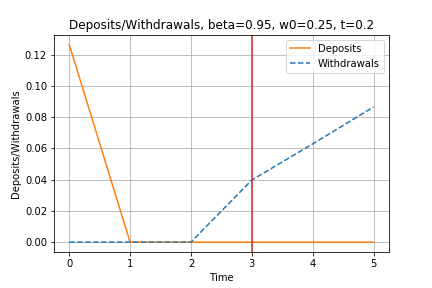 Deposits/Withdrawals, beta=0.95, w0=0.25, t=0.2
Deposits
Withdrawals
Deposits/Withdrawals
0.12
0.10
0.08
0.06
0.04
0.02
0.00
0 1 2 3 4 5
Time